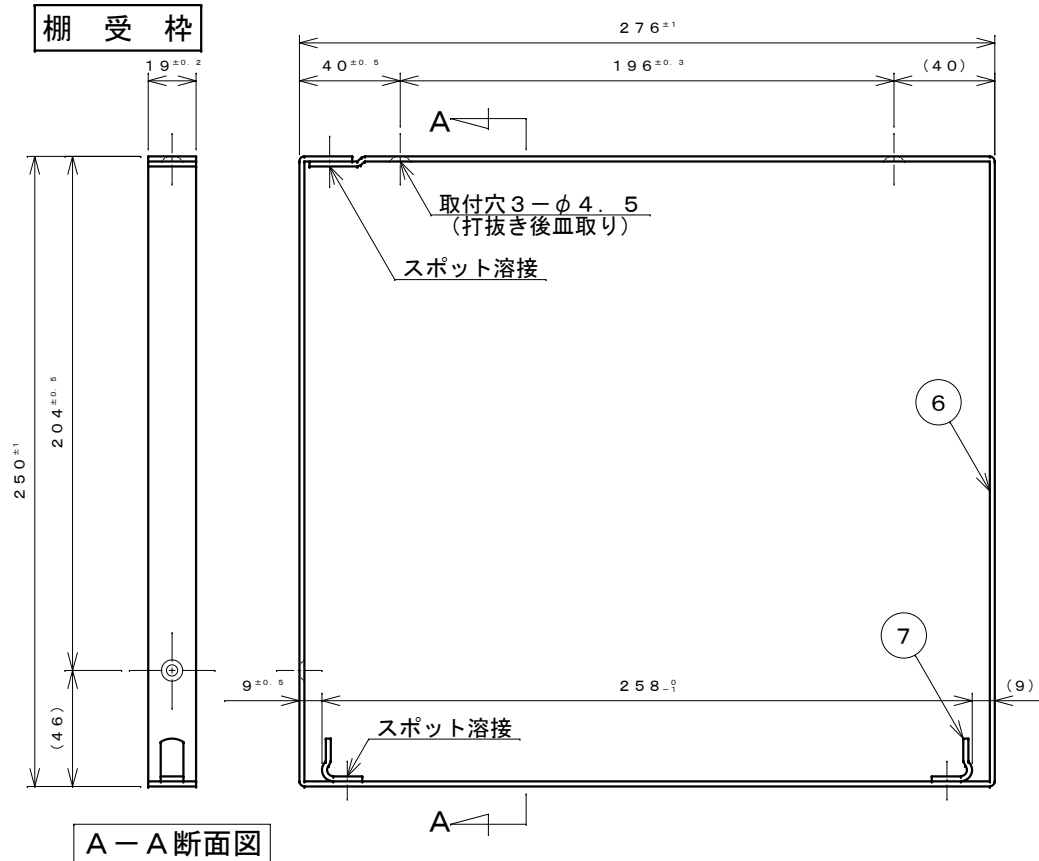 棚 受 枠
276±1
19±0.2
40±0.5
196±0.3
(40)
A
取付穴3-φ4.5
(打抜き後皿取り)
スポット溶接
250±1
204±0.5
6
7
9±0.5
258 0 -1
(9)
(46)
スポット溶接
A
A-A断面図